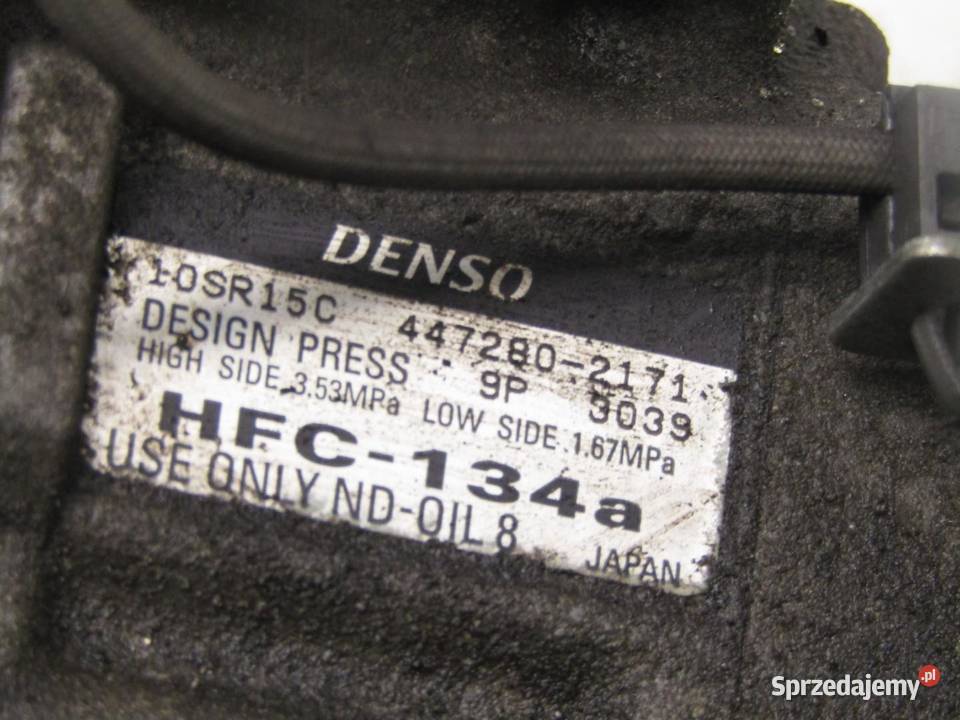 DENSO
10SR15C 447280-2171
DESIGN PRESS. 9P 3039
HIGH SIDE 3.53MPa LOW SIDE 1.67MPa
HFC-134a
USE ONLY ND-OIL 8
JAPAN
Sprzedajemy.pl